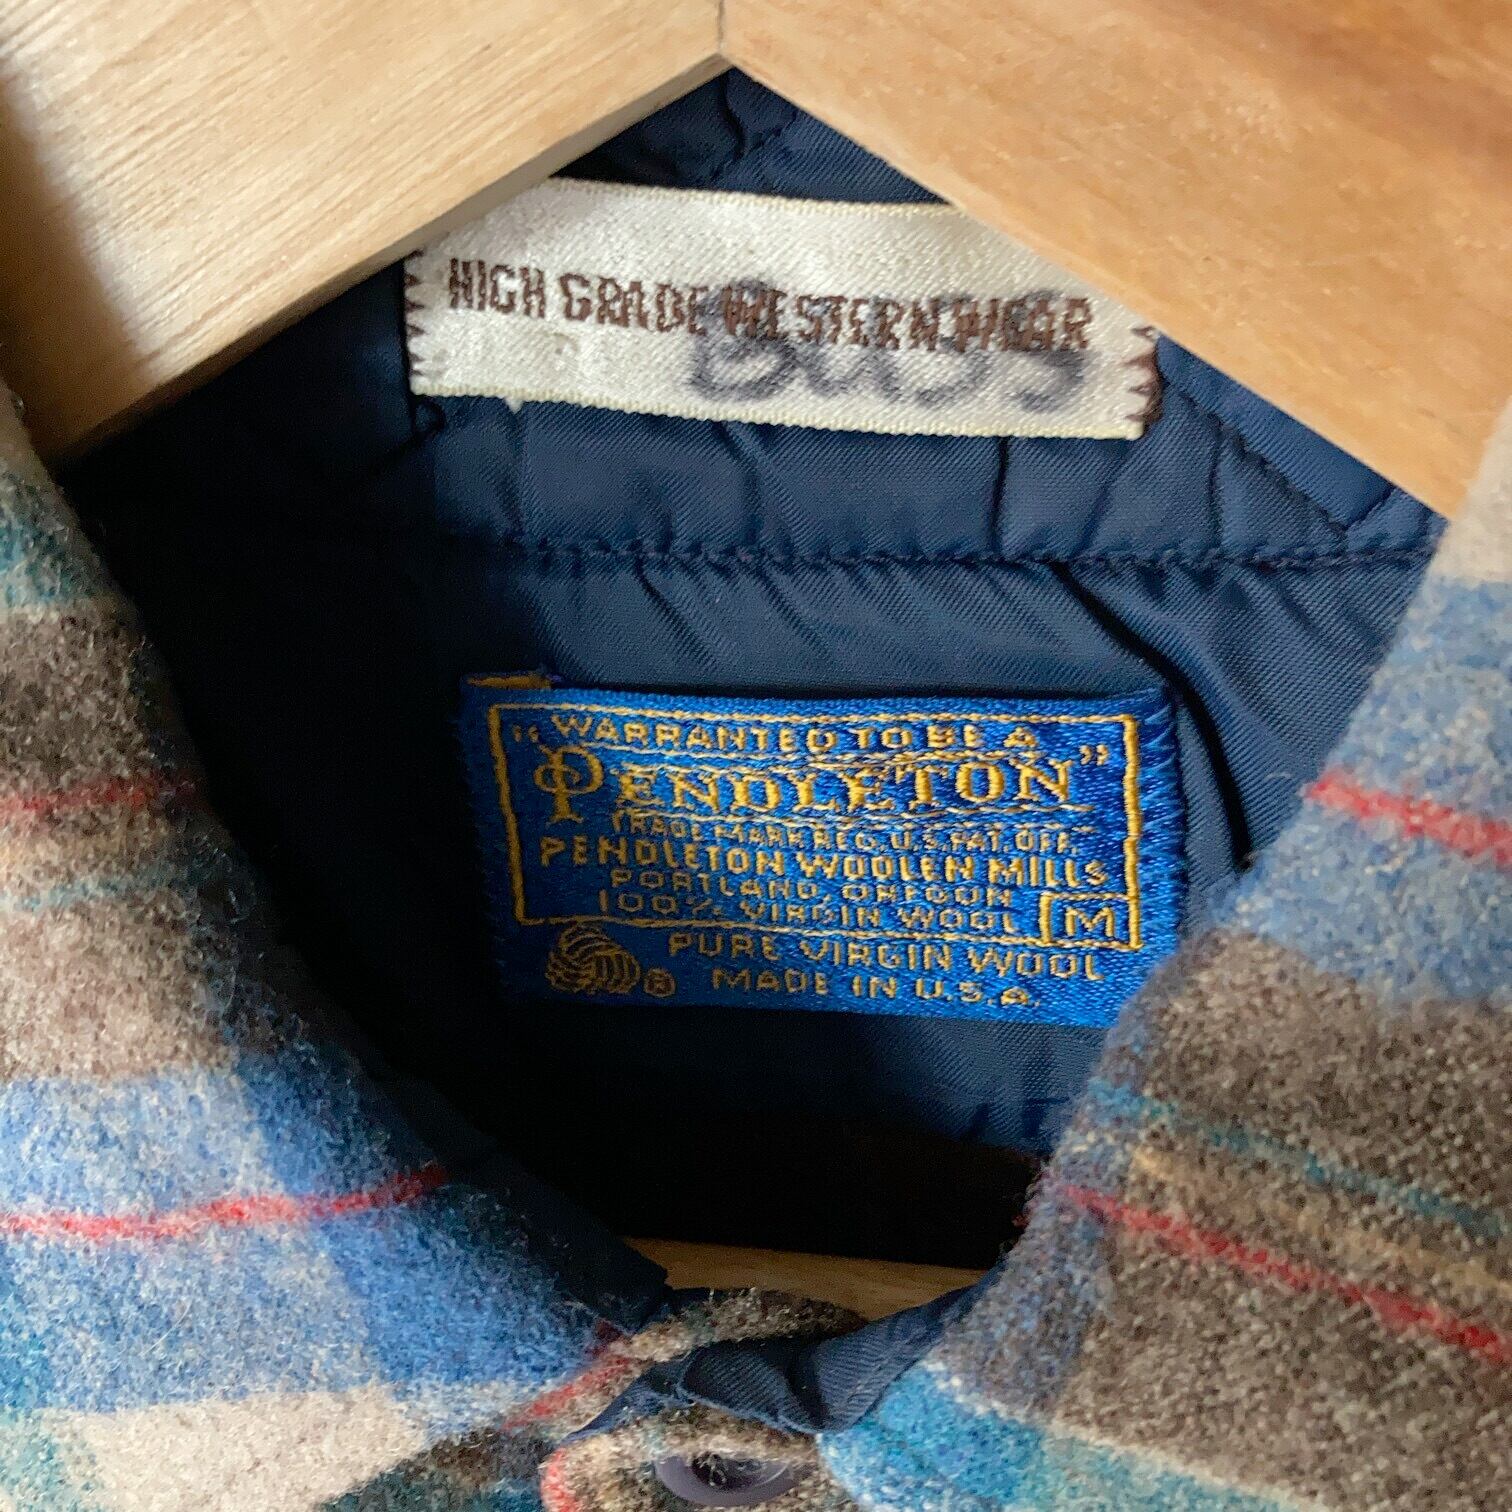 HIGH GRADE WESTERN WEAR
"WARRANTED TO BE A
PENDLETON"
TRADE MARK REG. U.S. PAT. OFF.
PENDLETON WOOLEN MILLS
PORTLAND, OREGON
100% VIRGIN WOOL M
PURE VIRGIN WOOL
® MADE IN U.S.A.